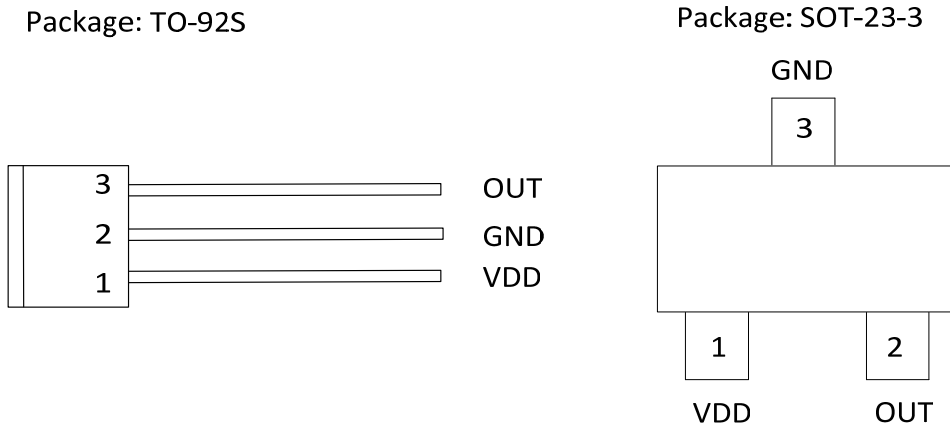 Package: TO-92S
3 OUT
2 GND
1 VDD
Package: SOT-23-3
GND
3
1 2
VDD OUT